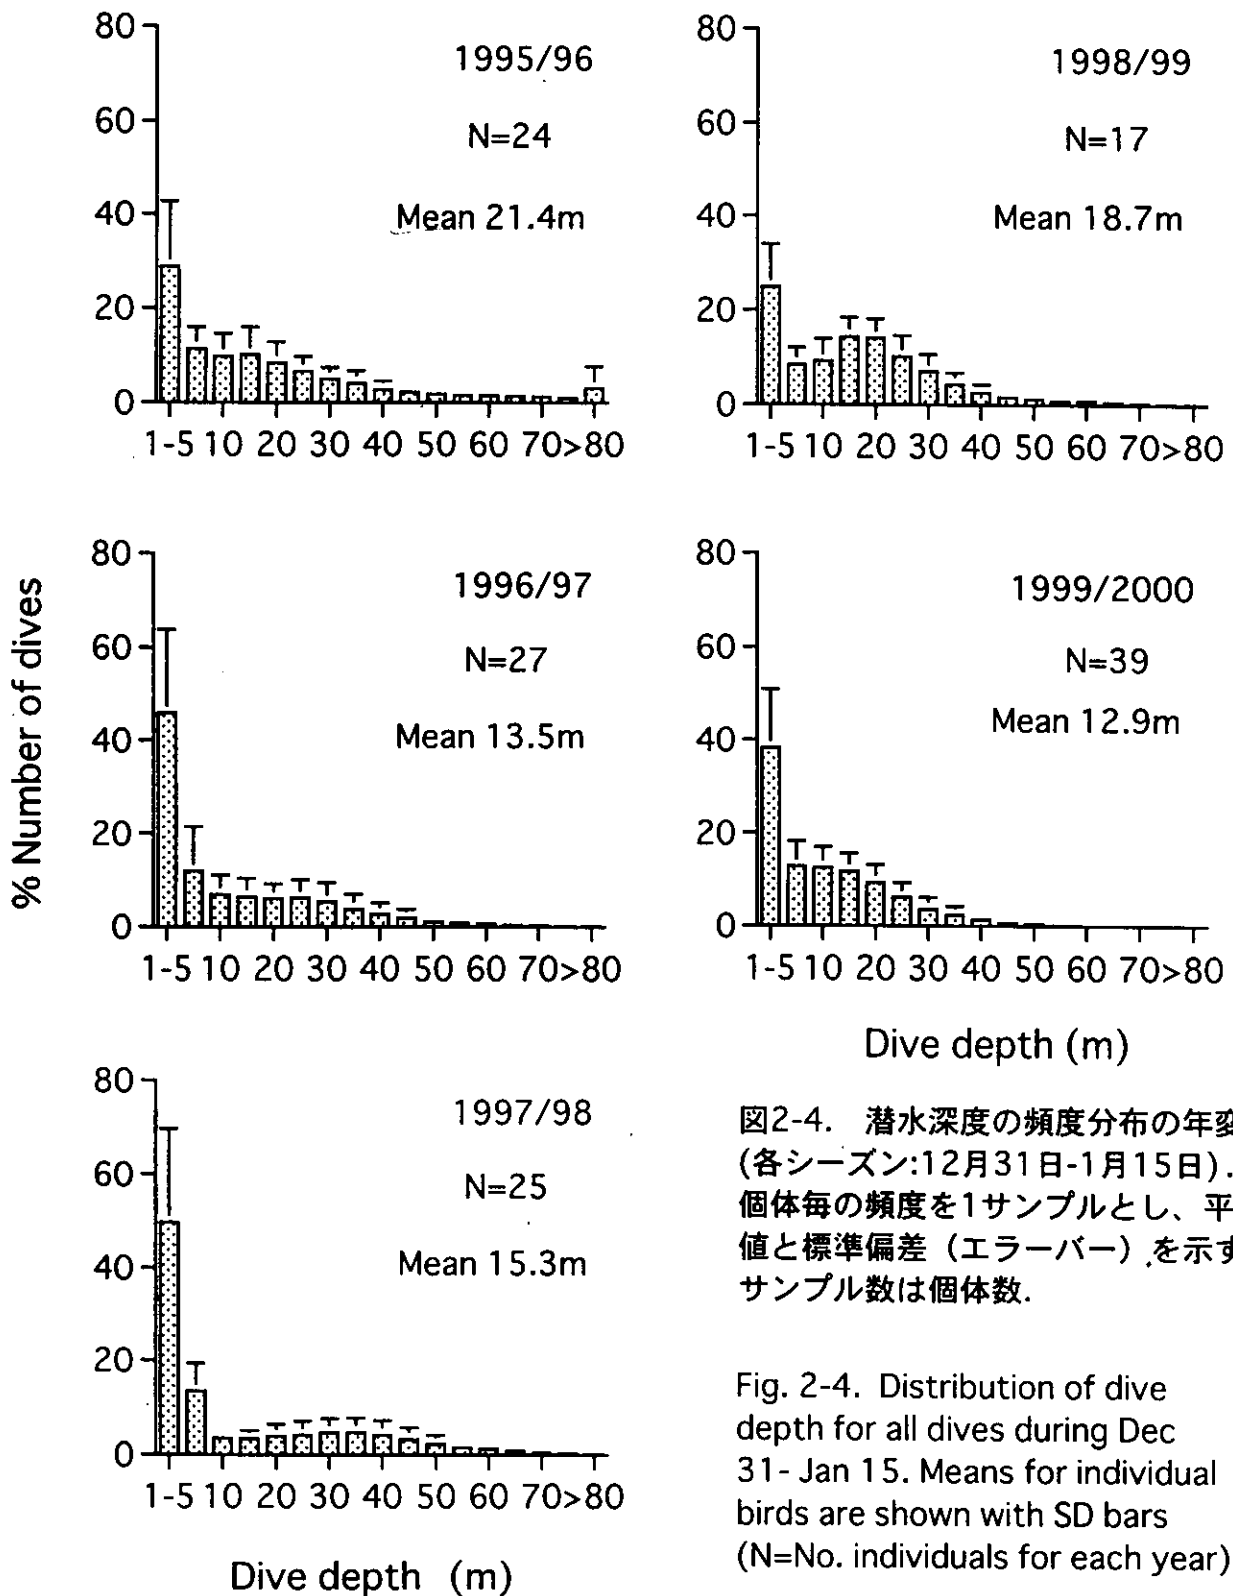 80
60
40
20
0
1995/96
N=24
Mean 21.4m
1-5 10 20 30 40 50 60 70>80
80
60
40
20
0
1998/99
N=17
Mean 18.7m
1-5 10 20 30 40 50 60 70>80
% Number of dives
80
60
40
20
0
1996/97
N=27
Mean 13.5m
1-5 10 20 30 40 50 60 70>80
80
60
40
20
0
1999/2000
N=39
Mean 12.9m
1-5 10 20 30 40 50 60 70>80
Dive depth (m)
80
60
40
20
0
1997/98
N=25
Mean 15.3m
1-5 10 20 30 40 50 60 70>80
Dive depth (m)
図2-4. 潜水深度の頻度分布の年変
(各シーズン:12月31日-1月15日).
個体毎の頻度を1サンプルとし、平
値と標準偏差（エラーバー）を示す
サンプル数は個体数.
Fig. 2-4. Distribution of dive
depth for all dives during Dec
31- Jan 15. Means for individual
birds are shown with SD bars
(N=No. individuals for each year)